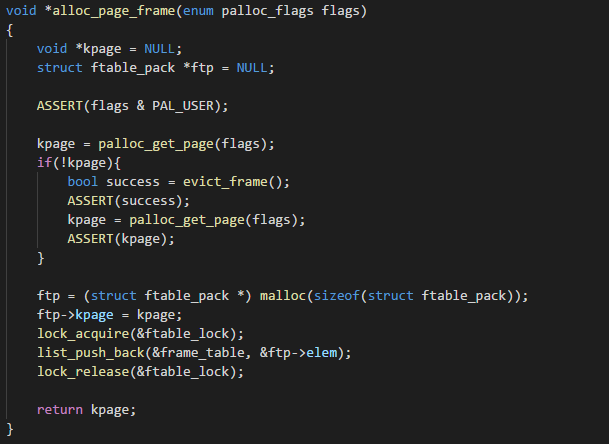 void *alloc_page_frame(enum palloc_flags flags)
{
    void *kpage = NULL;
    struct ftable_pack *ftp = NULL;

    ASSERT(flags & PAL_USER);

    kpage = palloc_get_page(flags);
    if(!kpage){
        bool success = evict_frame();
        ASSERT(success);
        kpage = palloc_get_page(flags);
        ASSERT(kpage);
    }

    ftp = (struct ftable_pack *) malloc(sizeof(struct ftable_pack));
    ftp->kpage = kpage;
    lock_acquire(&ftable_lock);
    list_push_back(&frame_table, &ftp->elem);
    lock_release(&ftable_lock);

    return kpage;
}